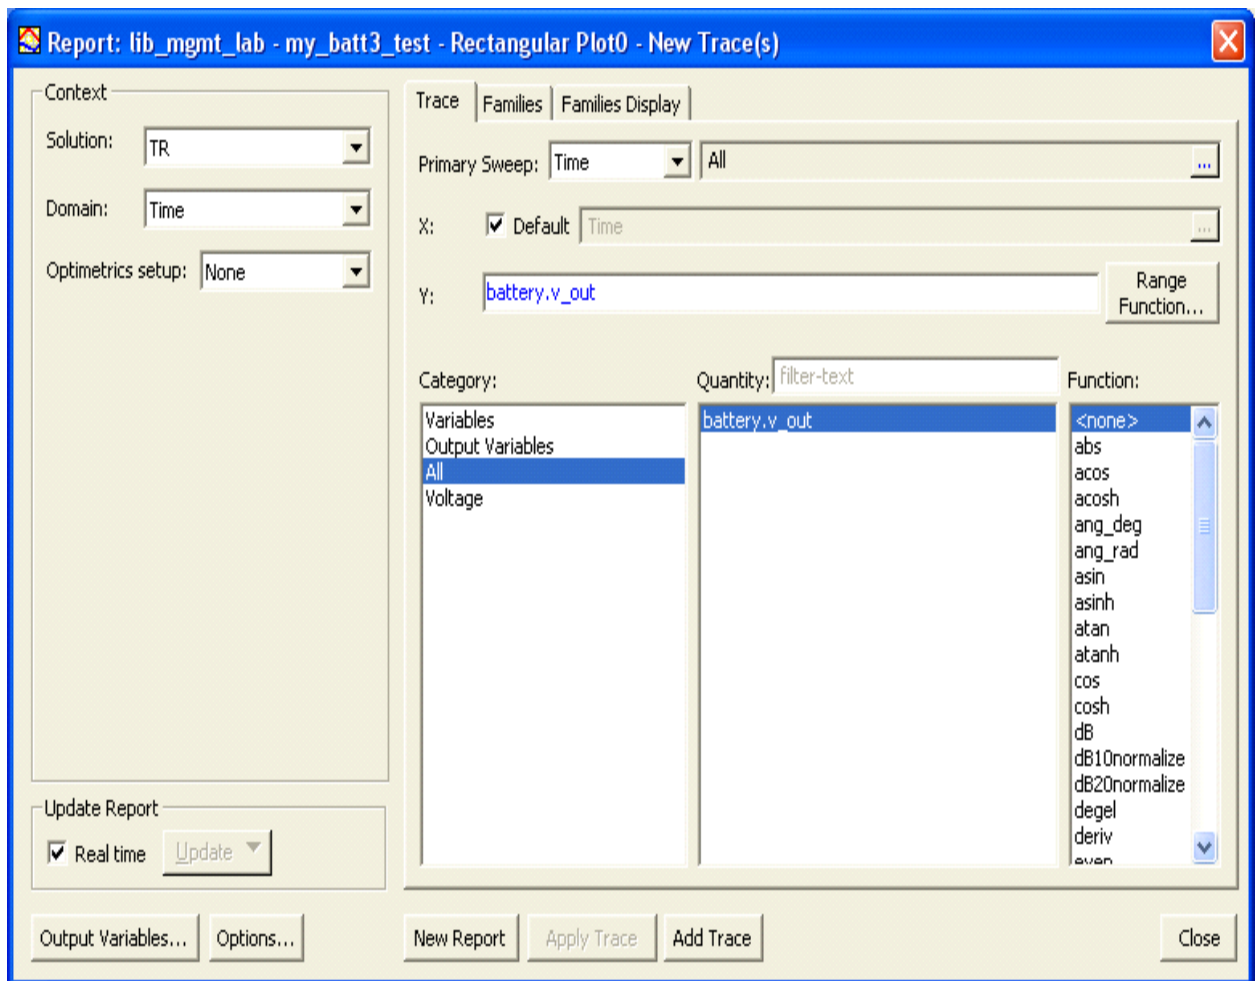 Report: lib_mgmt_lab - my_batt3_test - Rectangular Plot0 - New Trace(s)
Context
Solution: TR
Domain: Time
Optimetrics setup: None
Update Report
Real time Update
Output Variables... Options...
Trace Families Families Display
Primary Sweep: Time All ...
X: Default Time ...
Y: battery.v_out Range Function...
Category:
Variables
Output Variables
All
Voltage
Quantity: filter-text
battery.v_out
Function:
<none>
abs
acos
acosh
ang_deg
ang_rad
asin
asinh
atan
atanh
cos
cosh
dB
dB10normalize
dB20normalize
degel
deriv
even
New Report Apply Trace Add Trace Close